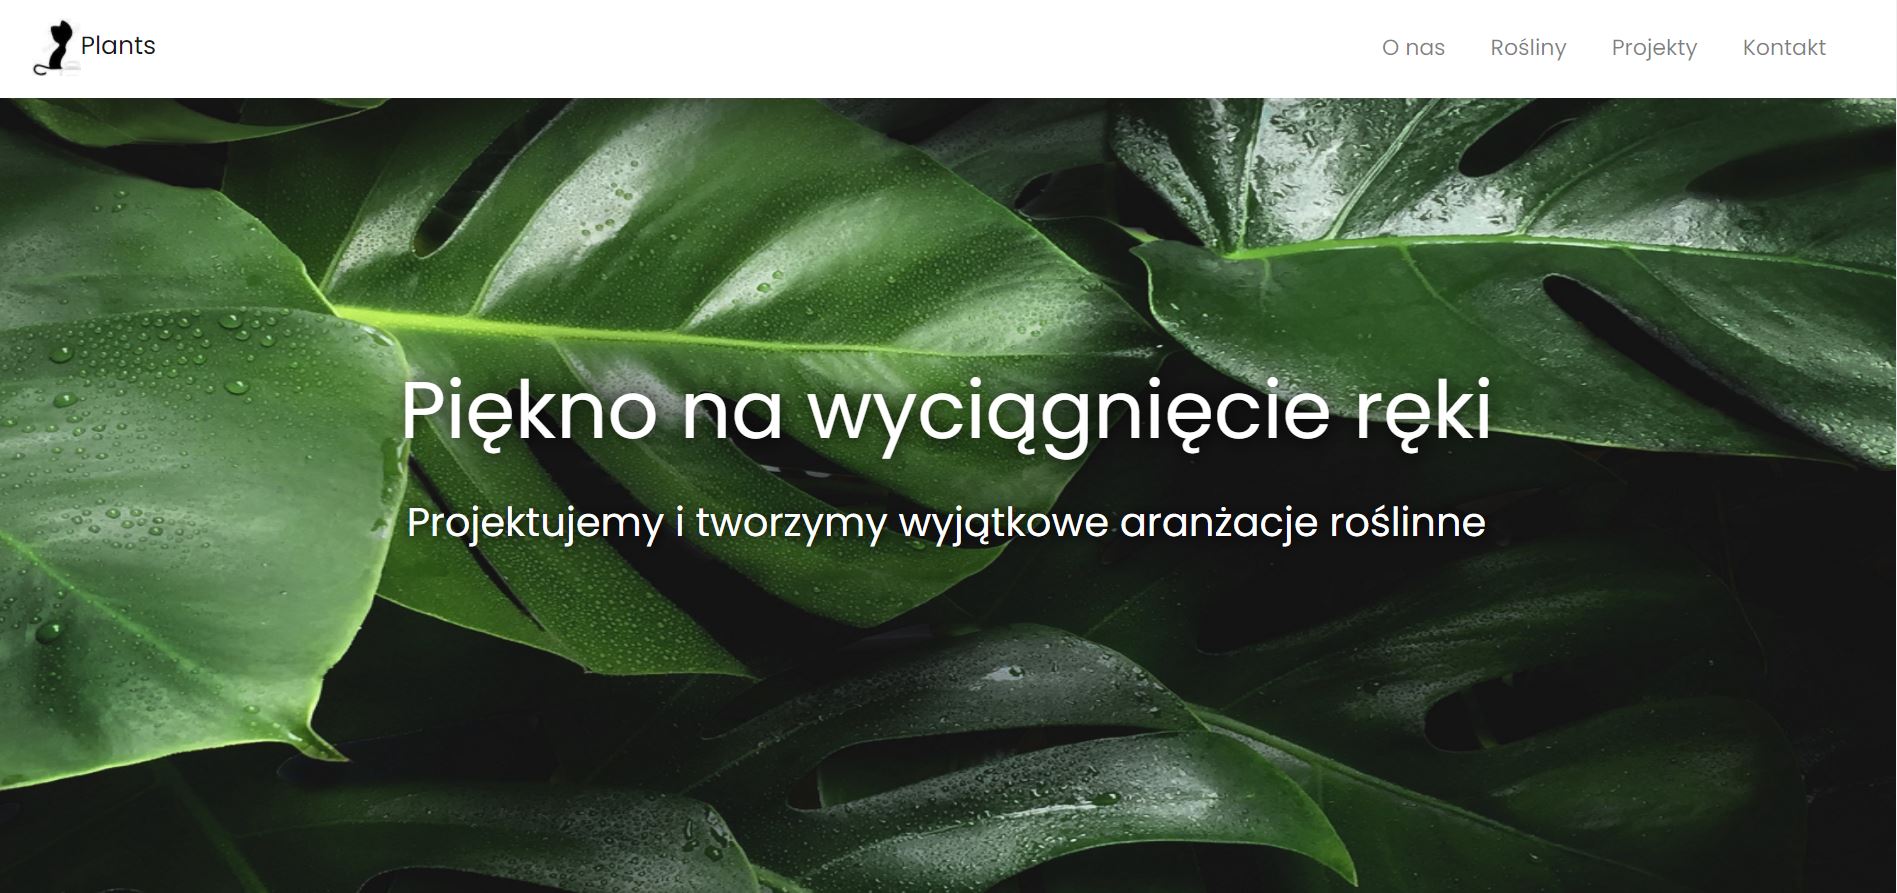 Plants
O nas Rośliny Projekty Kontakt
Piękno na wyciągnięcie ręki
Projektujemy i tworzymy wyjątkowe aranżacje roślinne